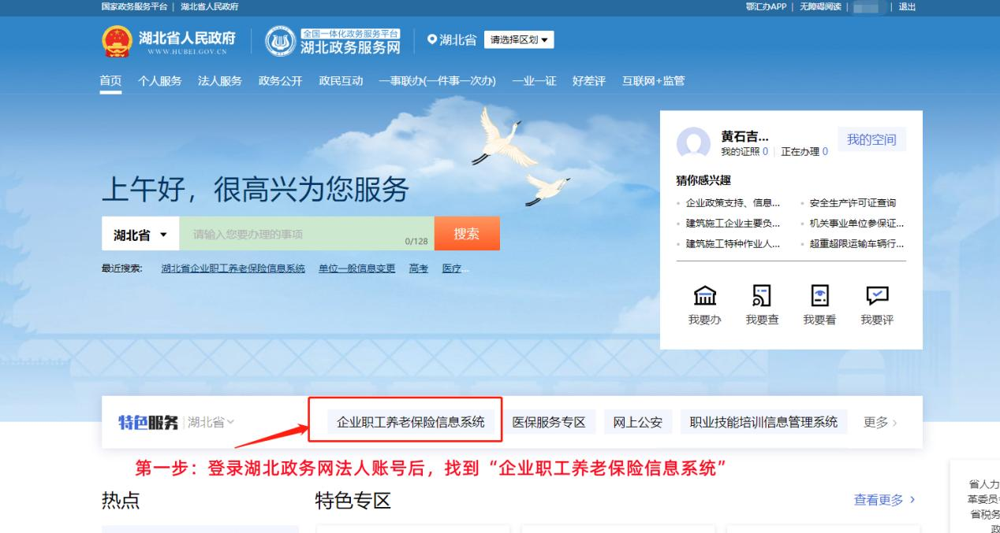 国家政务服务平台 | 湖北省人民政府
鄂汇办APP | 无障碍阅读 | | 退出
湖北省人民政府
WWW.HUBEI.GOV.CN
全国一体化政务服务平台
湖北政务服务网
湖北省
请选择区划
首页 个人服务 法人服务 政务公开 政民互动 一事联办(一件事一次办) 一业一证 好差评 互联网+监管
黄石吉...
我的证照 0 正在办理 0
我的空间
猜你感兴趣
企业政策支持、信息... 安全生产许可证查询
建筑施工企业主要负... 机关事业单位参保证...
建筑施工特种作业人... 超重超限运输车辆行...
我要办 我要查 我要看 我要评
上午好，很高兴为您服务
湖北省 请输入您要办理的事项 0/128 搜索
最近搜索: 湖北省企业职工养老保险信息系统 单位一般信息变更 高考 医疗...
特色服务 湖北省 企业职工养老保险信息系统 医保服务专区 网上公安 职业技能培训信息管理系统 更多
第一步：登录湖北政务网法人账号后，找到“企业职工养老保险信息系统”
热点 特色专区 查看更多
省人力
革委员
省税务
政